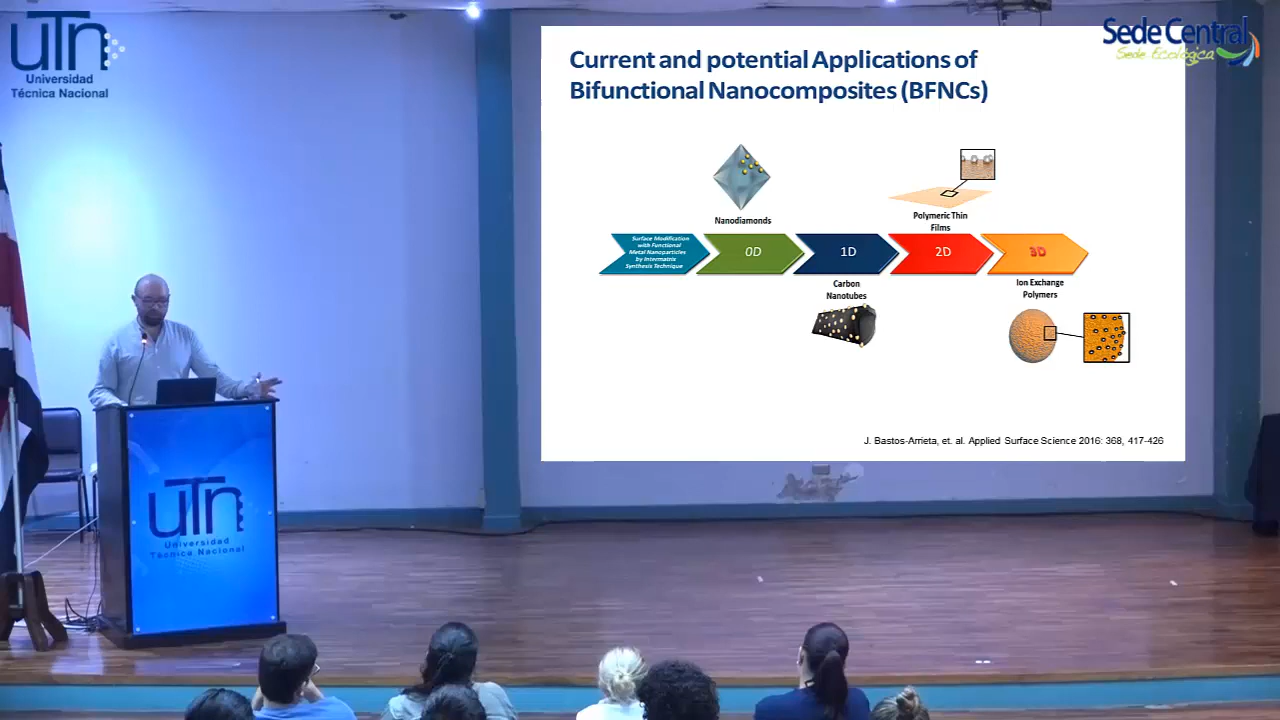 uTn
Universidad
Técnica Nacional
Sede Central
Sede Ecológica
Current and potential Applications of
Bifunctional Nanocomposites (BFNCs)
Nanodiamonds
Polymeric Thin
Films
Surface Modification
with Functional
Metal Nanoparticles
by Intermatrix
Synthesis Technique
0D
1D
2D
3D
Carbon
Nanotubes
Ion Exchange
Polymers
J. Bastos-Arrieta, et. al. Applied Surface Science 2016: 368, 417-426
uTn
Universidad
Técnica Nacional